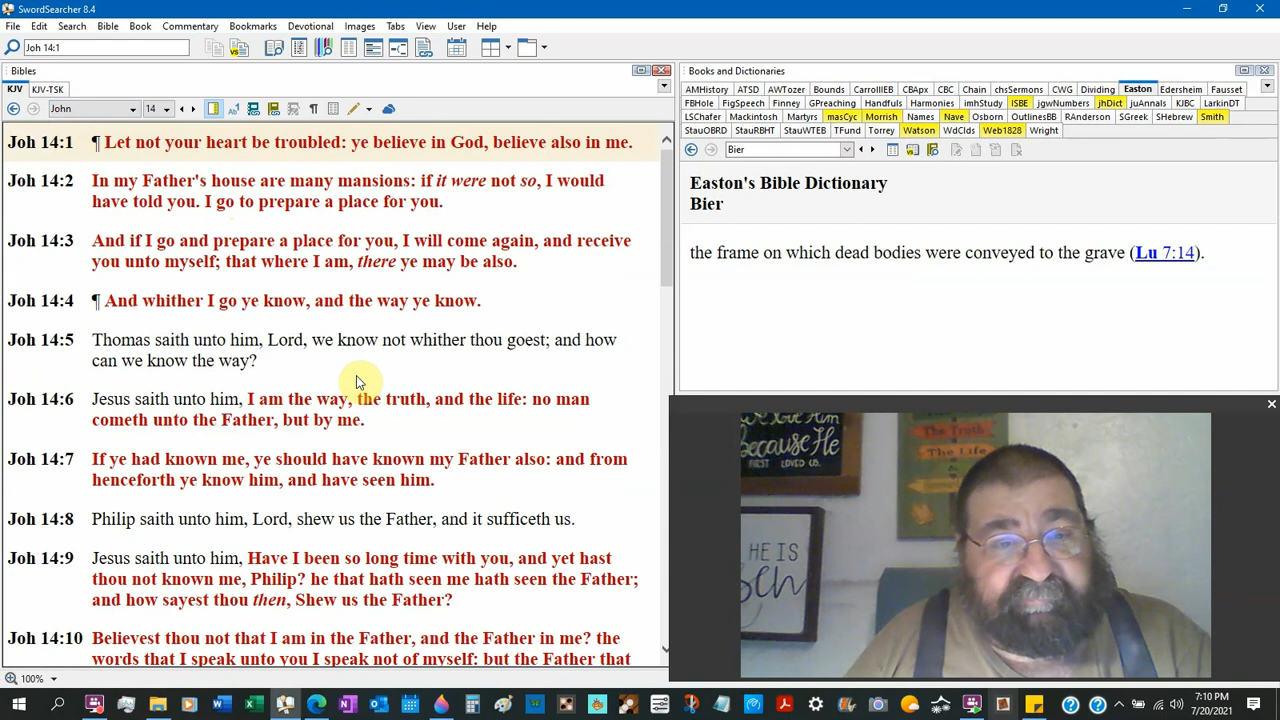 SwordSearcher 8.4
File Edit Search Bible Book Commentary Bookmarks Devotional Images Tabs View User Help
Joh 14:1
Bibles
KJV KJV-TSK
John 14
Joh 14:1 ¶ Let not your heart be troubled: ye believe in God, believe also in me.
Joh 14:2 In my Father's house are many mansions: if it were not so, I would
have told you. I go to prepare a place for you.
Joh 14:3 And if I go and prepare a place for you, I will come again, and receive
you unto myself; that where I am, there ye may be also.
Joh 14:4 ¶ And whither I go ye know, and the way ye know.
Joh 14:5 Thomas saith unto him, Lord, we know not whither thou goest; and how
can we know the way?
Joh 14:6 Jesus saith unto him, I am the way, the truth, and the life: no man
cometh unto the Father, but by me.
Joh 14:7 If ye had known me, ye should have known my Father also: and from
henceforth ye know him, and have seen him.
Joh 14:8 Philip saith unto him, Lord, shew us the Father, and it sufficeth us.
Joh 14:9 Jesus saith unto him, Have I been so long time with you, and yet hast
thou not known me, Philip? he that hath seen me hath seen the Father;
and how sayest thou then, Shew us the Father?
Joh 14:10 Believest thou not that I am in the Father, and the Father in me? the
words that I speak unto you I speak not of myself: but the Father that
100%
Books and Dictionaries
AMHistory ATSD AWTozer Bounds CarrollIEB CBApx CBC Chain chsSermons CWG Dividing Easton Edersheim Fausset
FBHole FigSpeech Finney GPreaching Handfuls Harmonies imhStudy ISBE jgwNumbers jhDict juAnnals KJBC LarkinDT
LSChafer Mackintosh Martyrs masCyc Morrish Names Nave Osborn OutlinesBB RAnderson SGreek SHebrew Smith
StauOBRD StauRBHT StauWTEB TFund Torrey Watson WdClds Web1828 Wright
Bier
Easton's Bible Dictionary
Bier
the frame on which dead bodies were conveyed to the grave (Lu 7:14).
We love Him
because He
FIRST LOVED US.
The Truth
The Life
HE IS
7:10 PM
7/20/2021